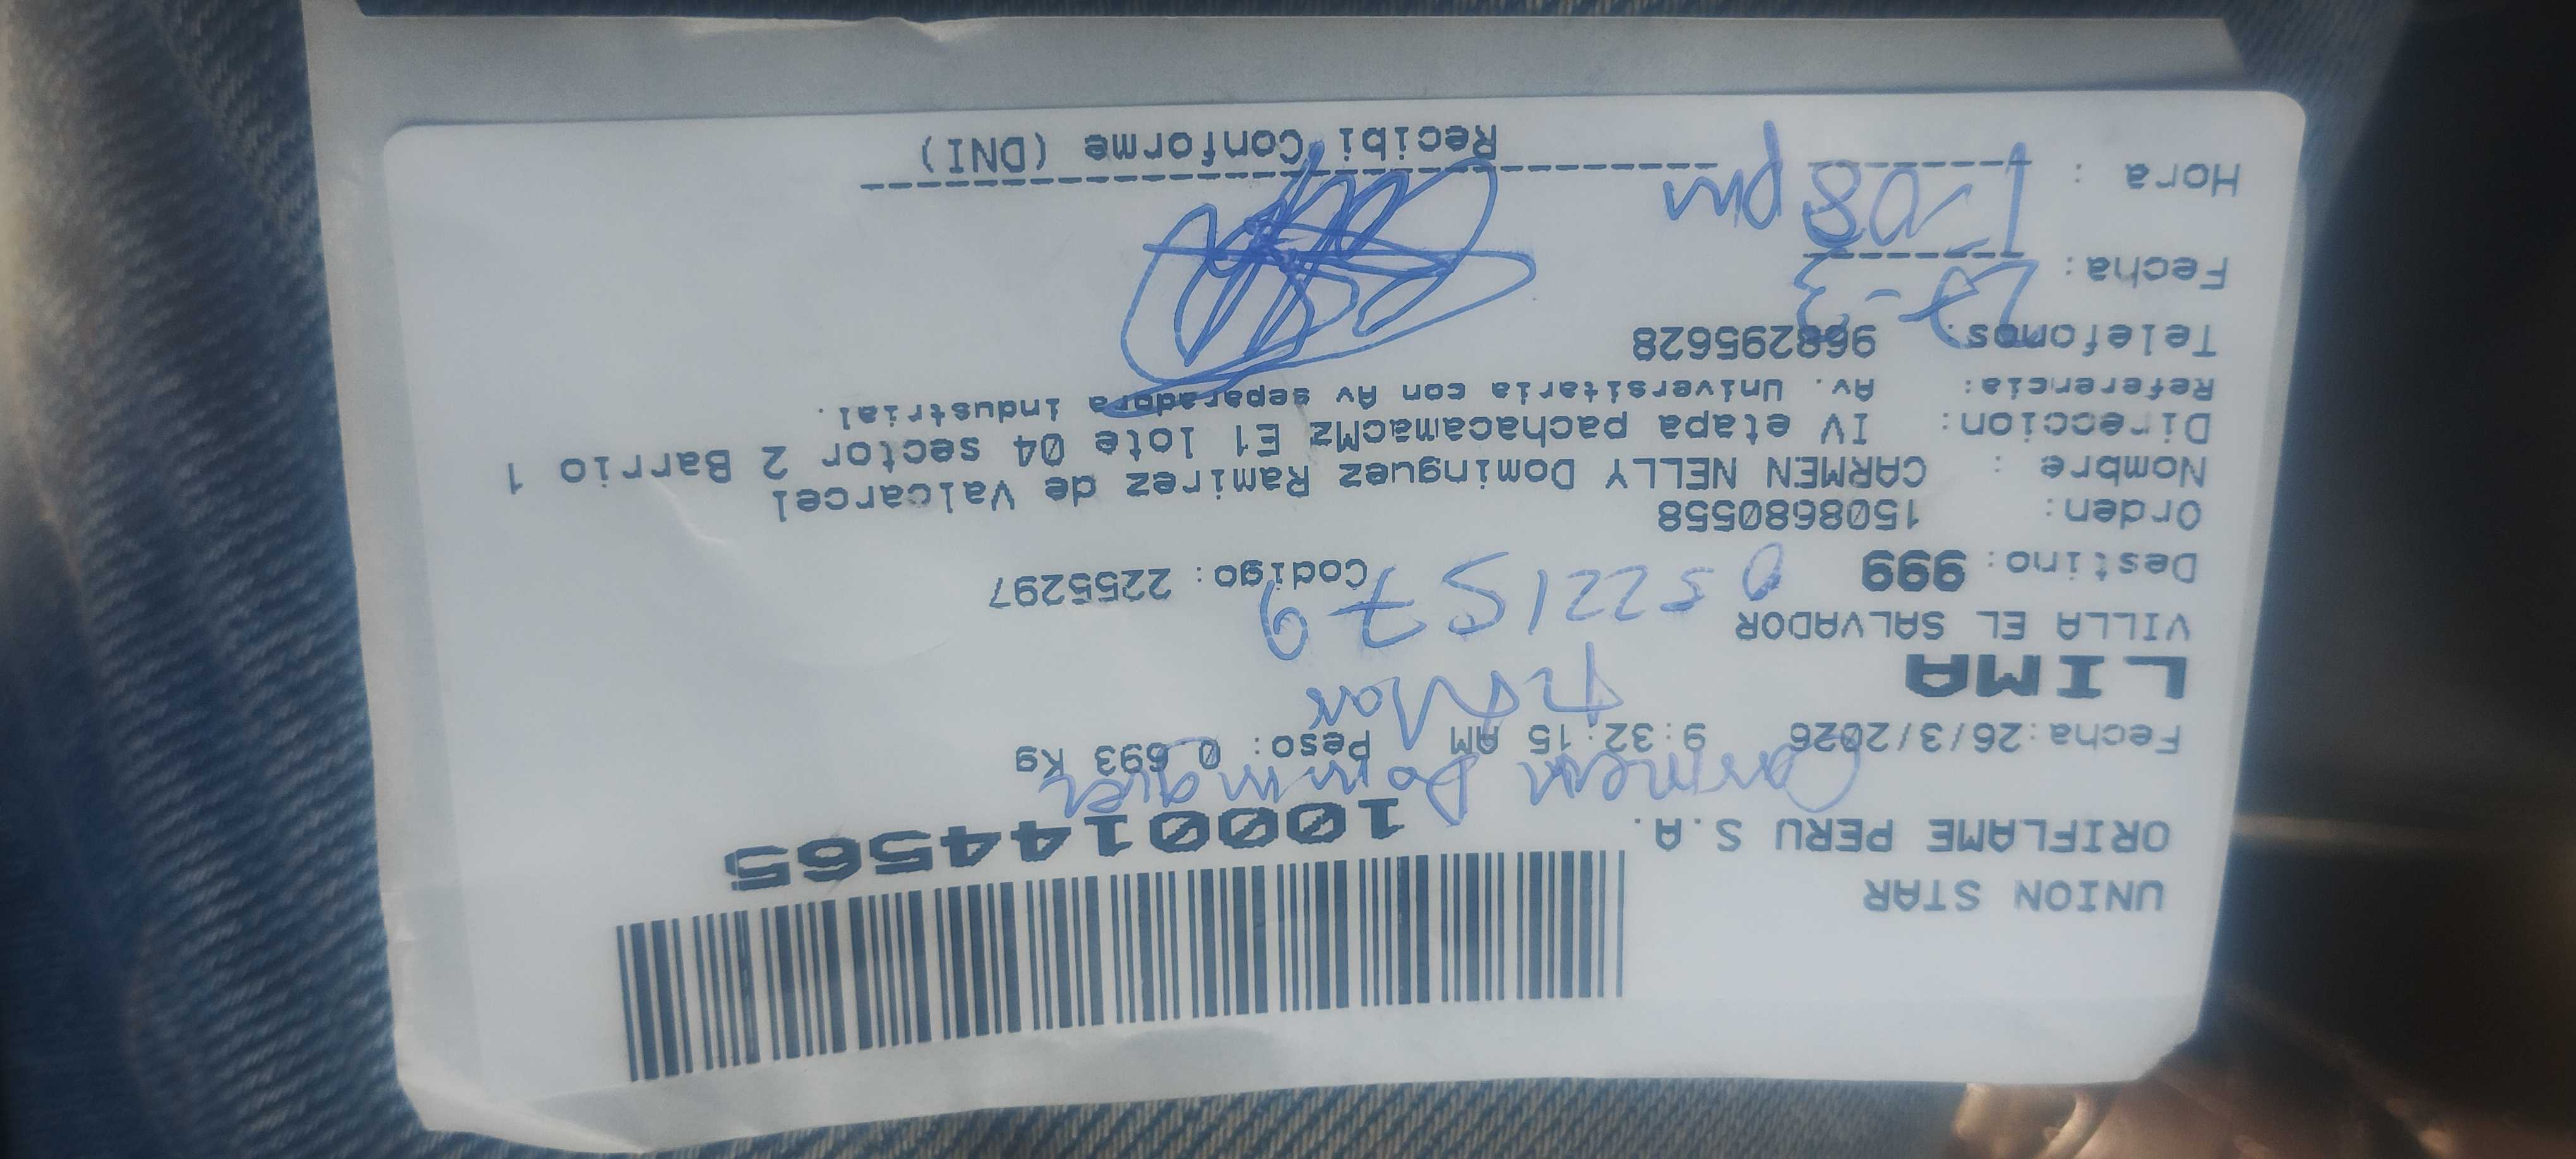 UNION STAR
ORIFLAME PERU S.A.
1000144565
Carmen Dominguez
Fecha:26/3/2026 9:32:15 AM Peso: 0.693 Kg
LIMA
VILLA EL SALVADOR
Destino: 999 Codigo: 2255297
Orden: 1508680558
Nombre : CARMEN NELLY Dominguez Ramirez de Valcarcel
Direccion: IV etapa pachacamacMz E1 lote 04 sector 2 Barrio 1
Referencia: Av. Universitaria con Av separadora industrial.
Telefonos: 968295628
Fecha: 27-3
Hora : 1:08 pm
Recibi Conforme (DNI)